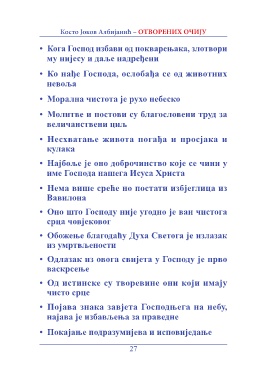 Косто Јоков Албијанић – ОТВОРЕНИХ ОЧИЈУ
• Кога Господ избави од покварењака, злотвори
му нијесу и даље надређени
• Ко нађе Господа, ослобађа се од животних
невоља
• Морална чистота је рухо небеско
• Молитве и постови су благословени труд за
величанствени циљ
• Несхватање живота погађа и просјака и
кулака
• Најбоље је оно доброчинство које се чини у
име Господа нашега Исуса Христа
• Нема више среће но постати избјеглица из
Вавилона
• Оно што Господу није угодно је ван чистога
срца човјековог
• Обожење благодаћу Духа Светога је излазак
из умртвљености
• Одлазак из овога свијета у Господу је прво
васкрсење
• Од истинске су творевине они који имају
чисто срце
• Појава знака завјета Господњега на небу,
најава је избављења за праведне
• Покајање подразумијева и исповиједање
27